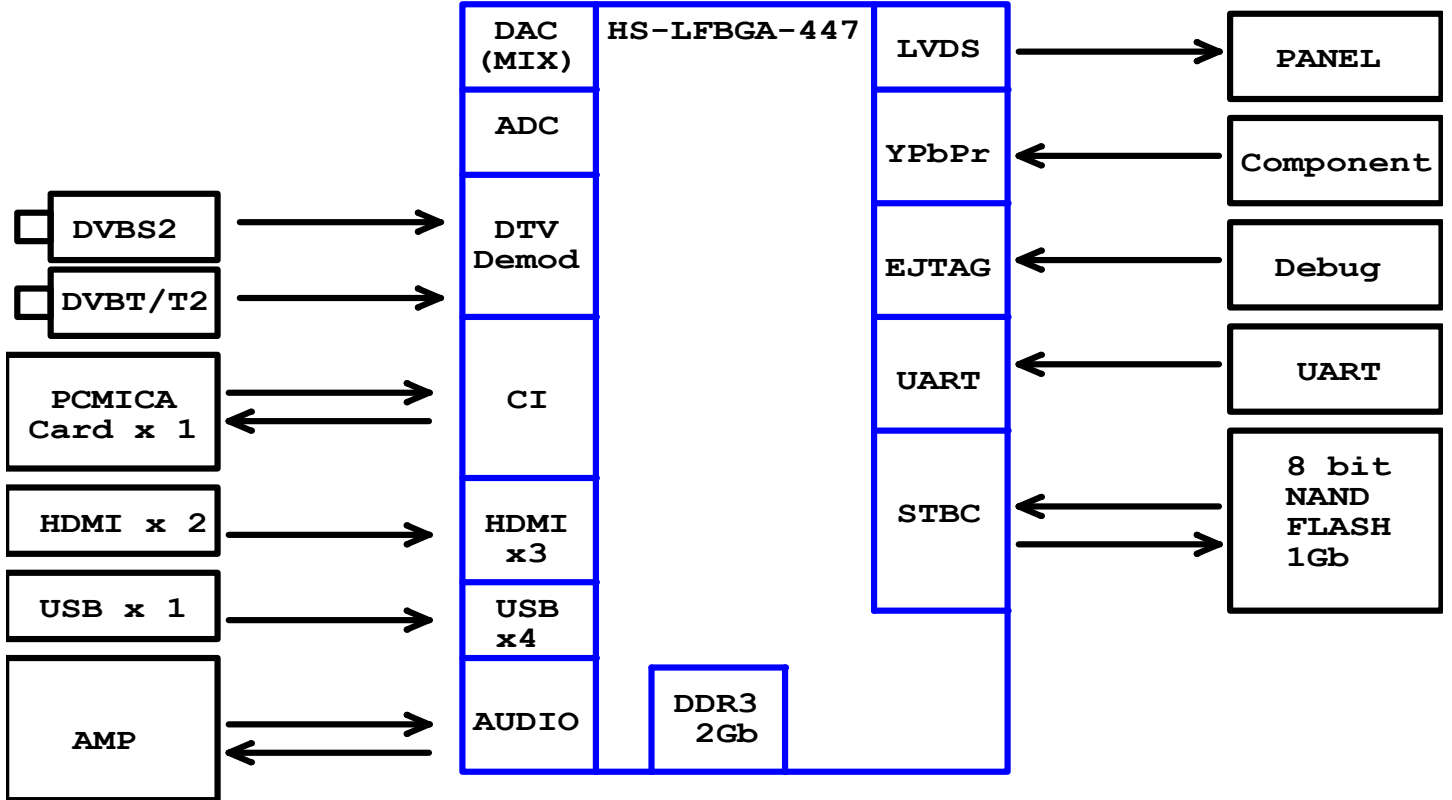 DAC
(MIX)
HS-LFBGA-447
LVDS
PANEL
ADC
YPbPr
Component
DVBS2
DTV
Demod
EJTAG
Debug
DVBT/T2
PCMICA
Card x 1
CI
UART
UART
HDMI x 2
HDMI
x3
STBC
8 bit
NAND
FLASH
1Gb
USB x 1
USB
x4
AMP
AUDIO
DDR3
2Gb